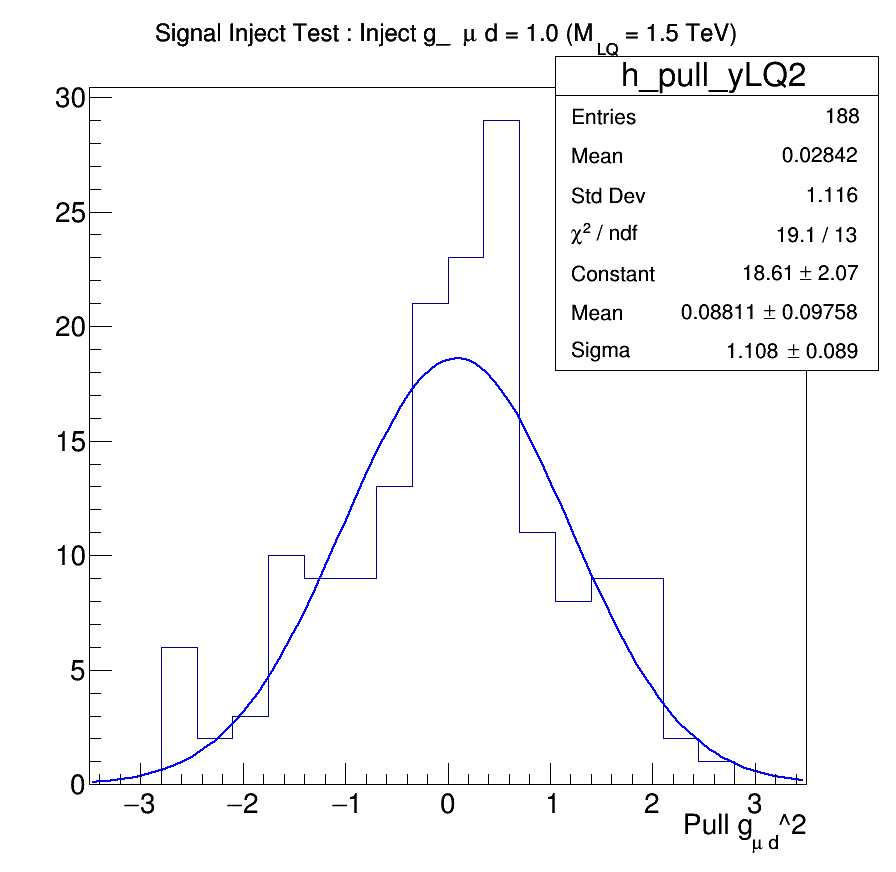 Signal Inject Test : Inject g_ μ d = 1.0 (M_LQ = 1.5 TeV)
h_pull_yLQ2
Entries 188
Mean 0.02842
Std Dev 1.116
χ² / ndf 19.1 / 13
Constant 18.61 ± 2.07
Mean 0.08811 ± 0.09758
Sigma 1.108 ± 0.089
30
25
20
15
10
5
0
−3 −2 −1 0 1 2 3
Pull g_μ d^2